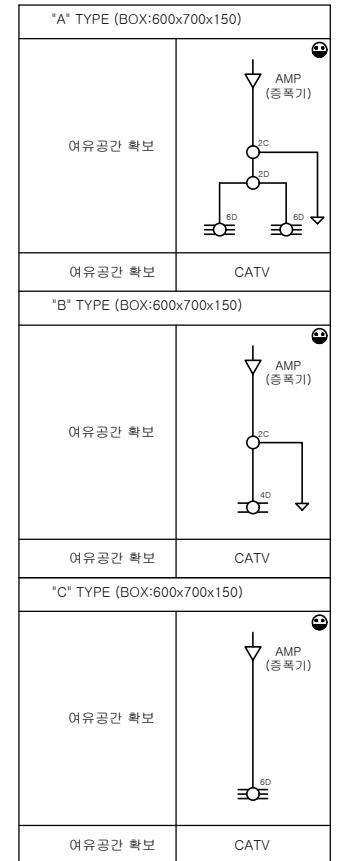 "A" TYPE (BOX:600x700x150)
AMP
(증폭기)
여유공간 확보
2C
2D
6D
6D
여유공간 확보
CATV
"B" TYPE (BOX:600x700x150)
AMP
(증폭기)
여유공간 확보
2C
4D
여유공간 확보
CATV
"C" TYPE (BOX:600x700x150)
AMP
(증폭기)
여유공간 확보
6D
여유공간 확보
CATV